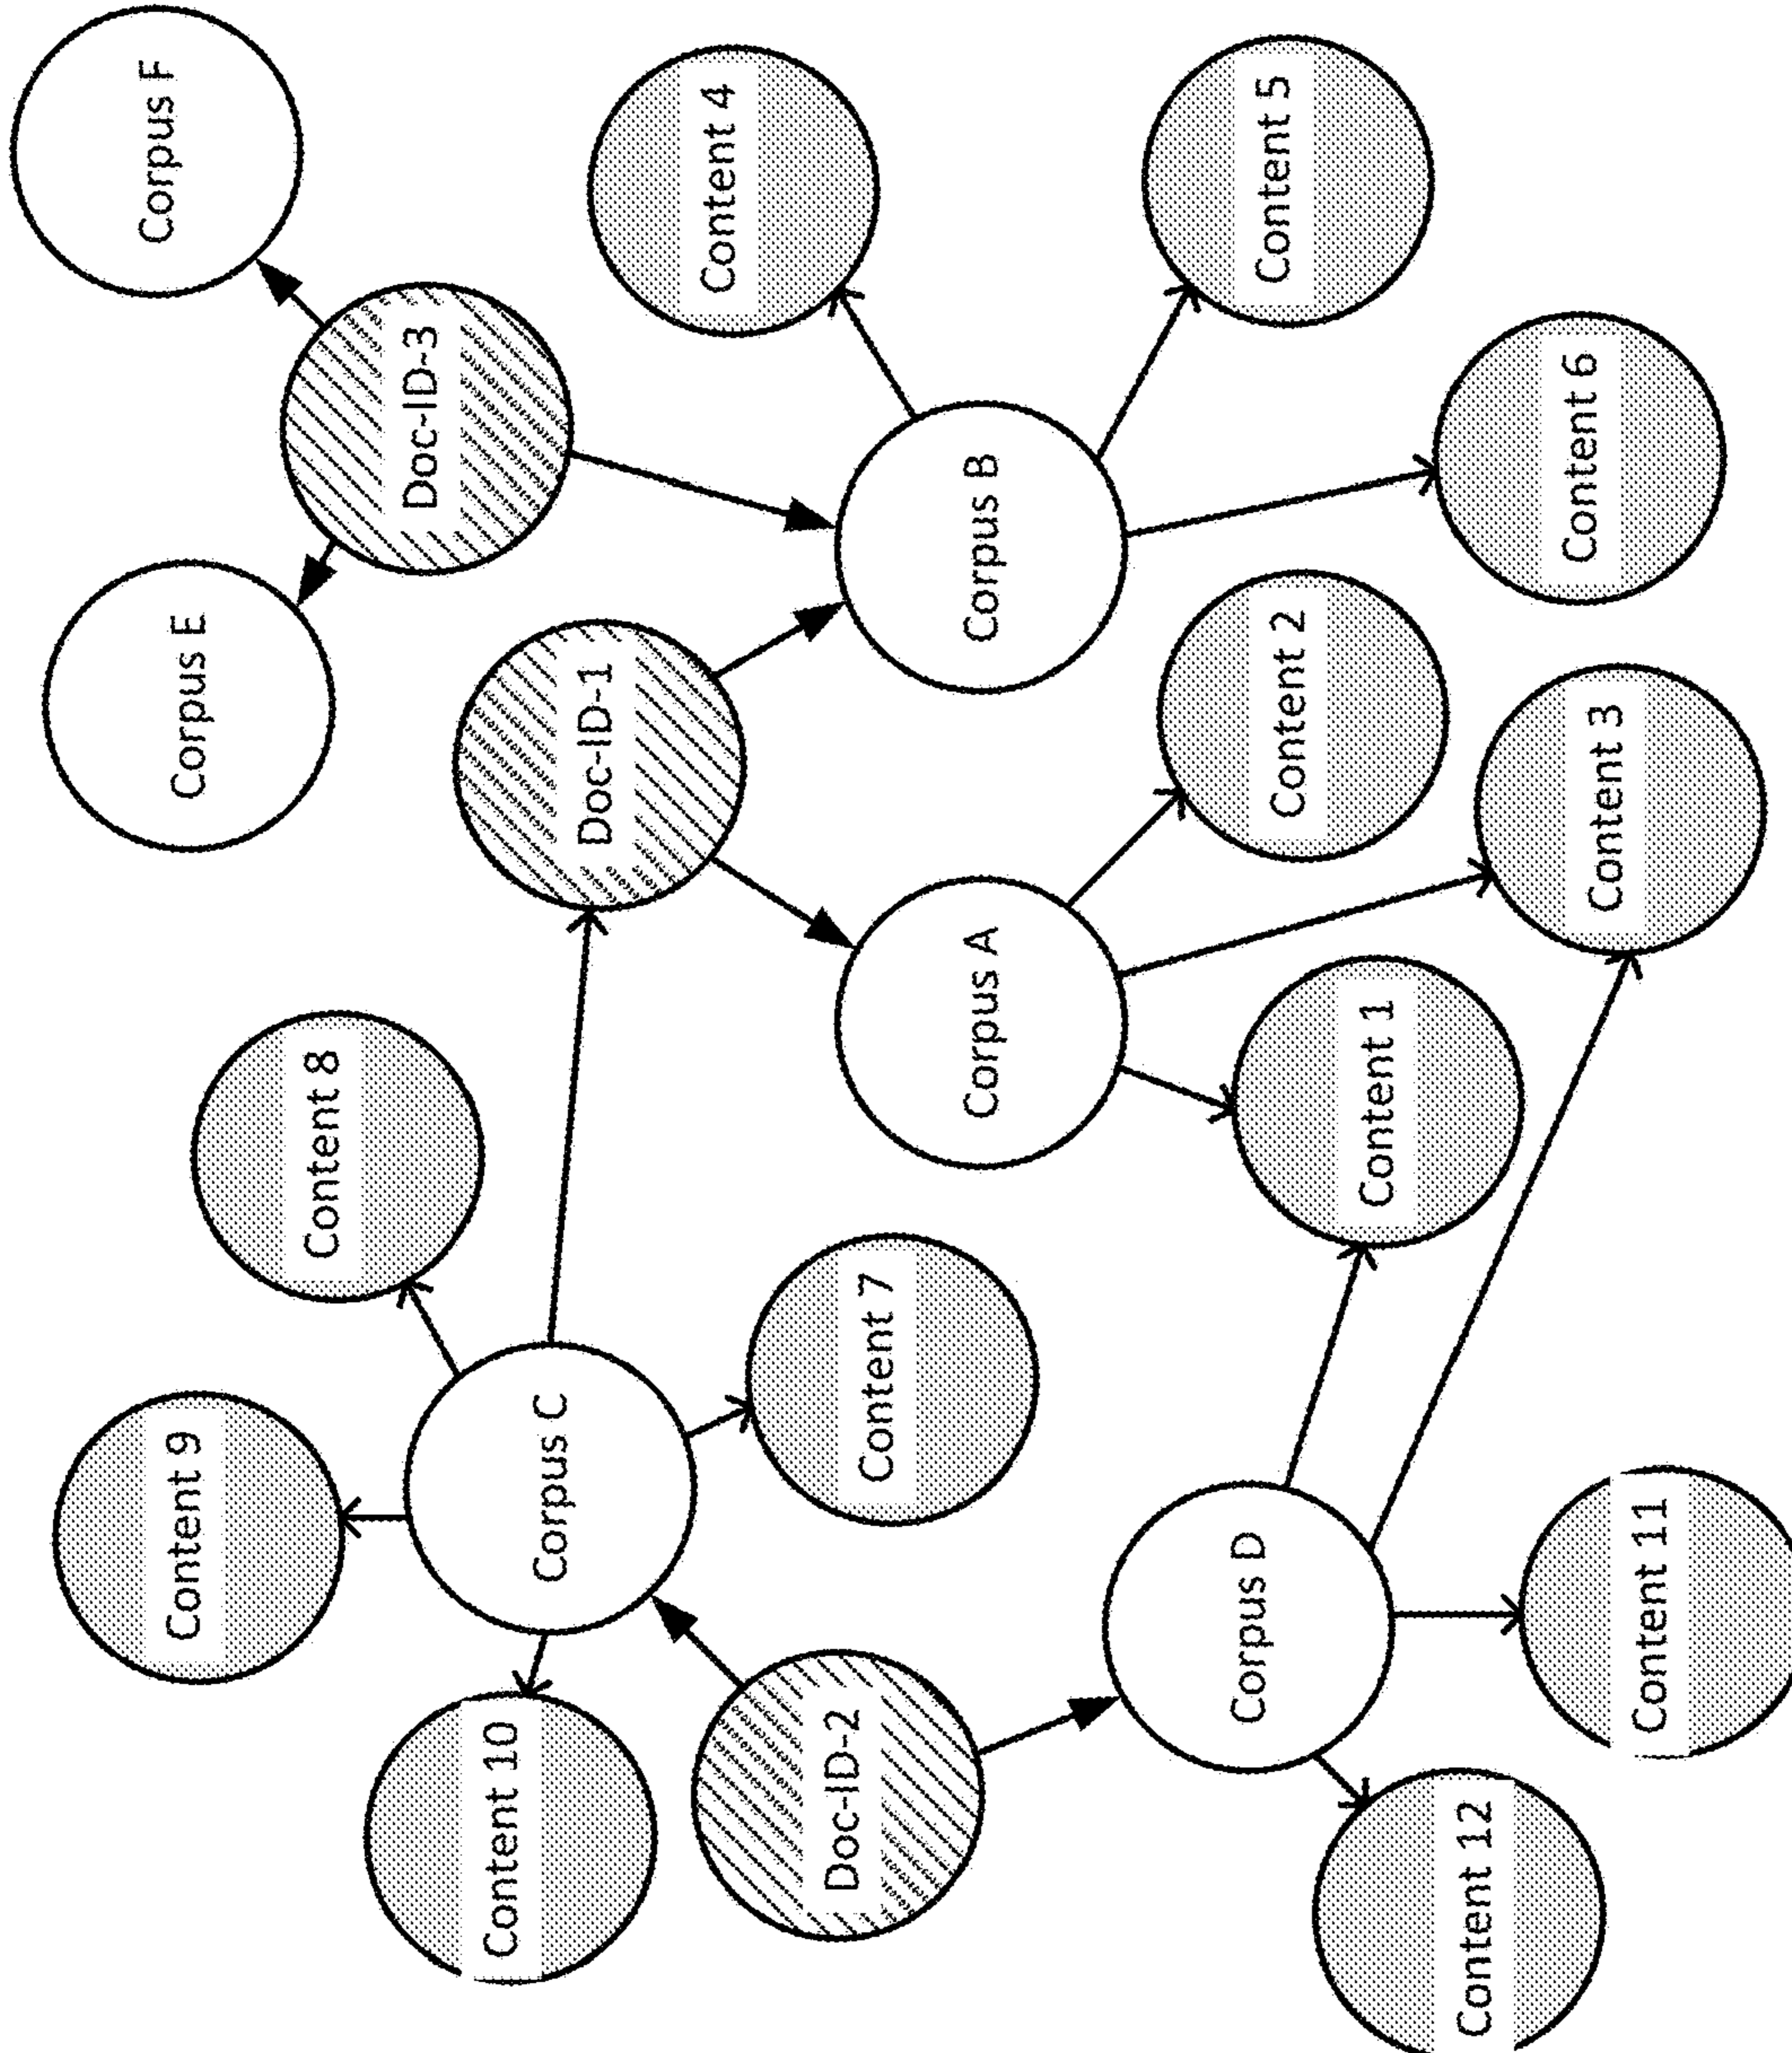 Content 9
Corpus E
Corpus F
Content 8
Doc-ID-3
Content 10
Corpus C
Doc-ID-1
Content 4
Doc-ID-2
Content 7
Corpus A
Corpus B
Corpus D
Content 2
Content 5
Content 1
Content 12
Content 11
Content 3
Content 6